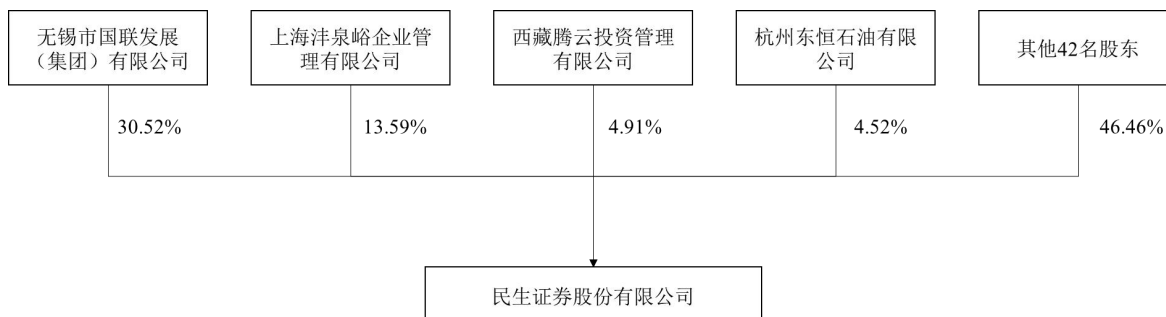 无锡市国联发展
（集团）有限公司
上海沣泉峪企业管
理有限公司
西藏腾云投资管理
有限公司
杭州东恒石油有限
公司
其他42名股东
30.52%
13.59%
4.91%
4.52%
46.46%
民生证券股份有限公司